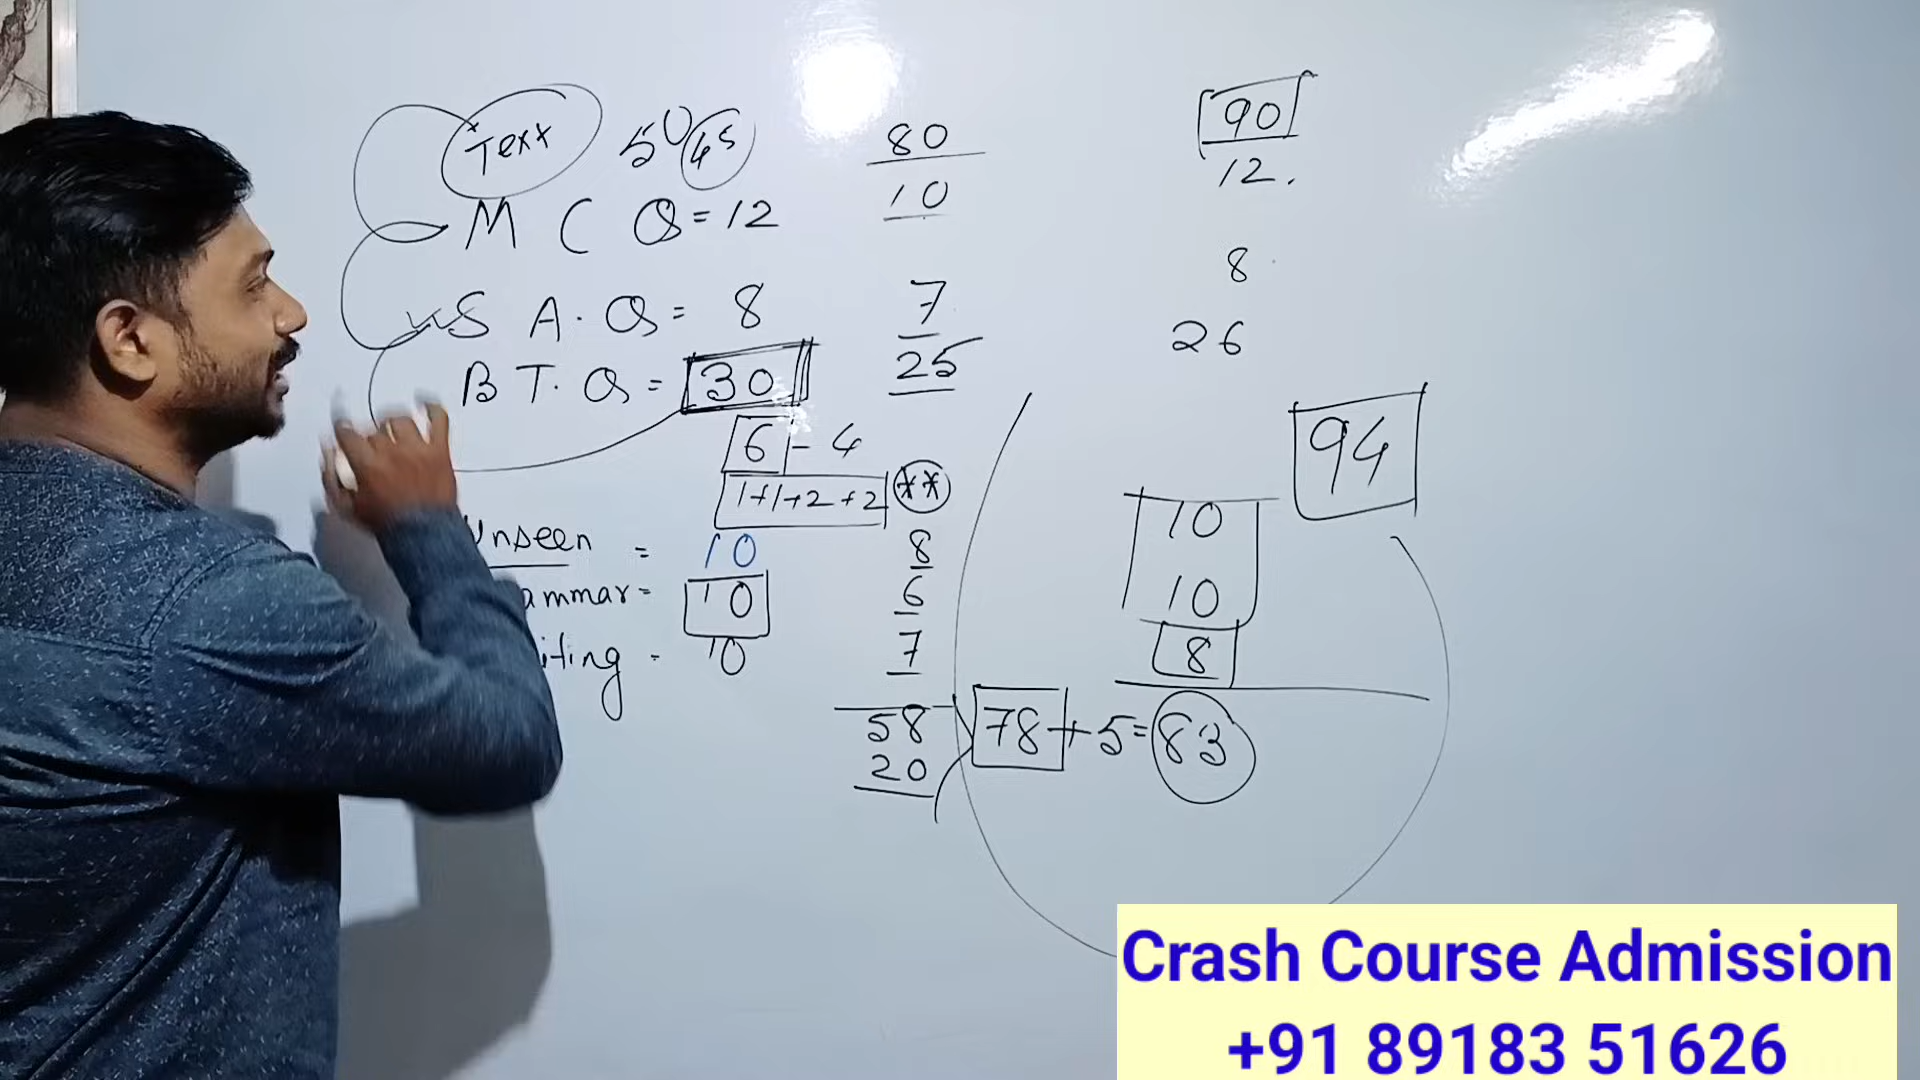 Text 50 45 80 90
10 12.
M C Q = 12
S A. Q = 8 7 8
B T. Q = 30 25 26
6 - 4 94
1+1+2+2 **
Unseen = 10 8 10
ammar = 10 6 10
iting - 10 7 8
58 78 + 5 = 83
20
Crash Course Admission
+91 89183 51626